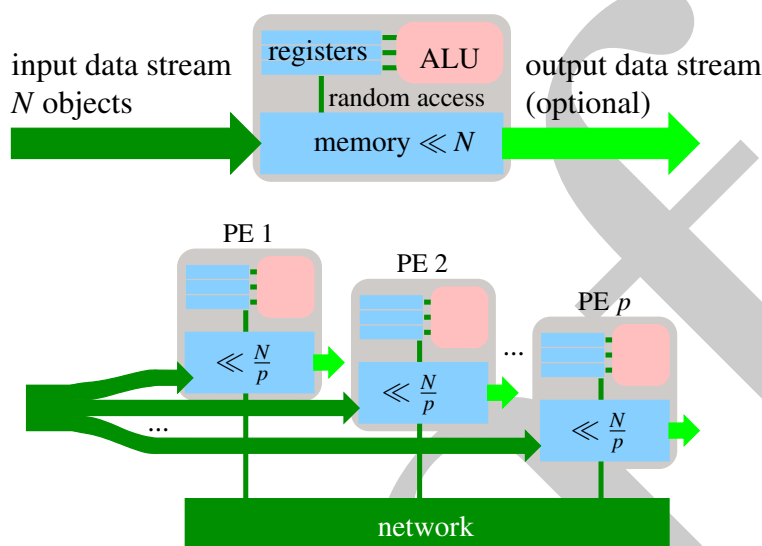 registers
ALU
input data stream
N objects
output data stream
(optional)
random access
memory ≪ N
PE 1
PE 2
PE p
...
≪ N/p
≪ N/p
≪ N/p
...
network